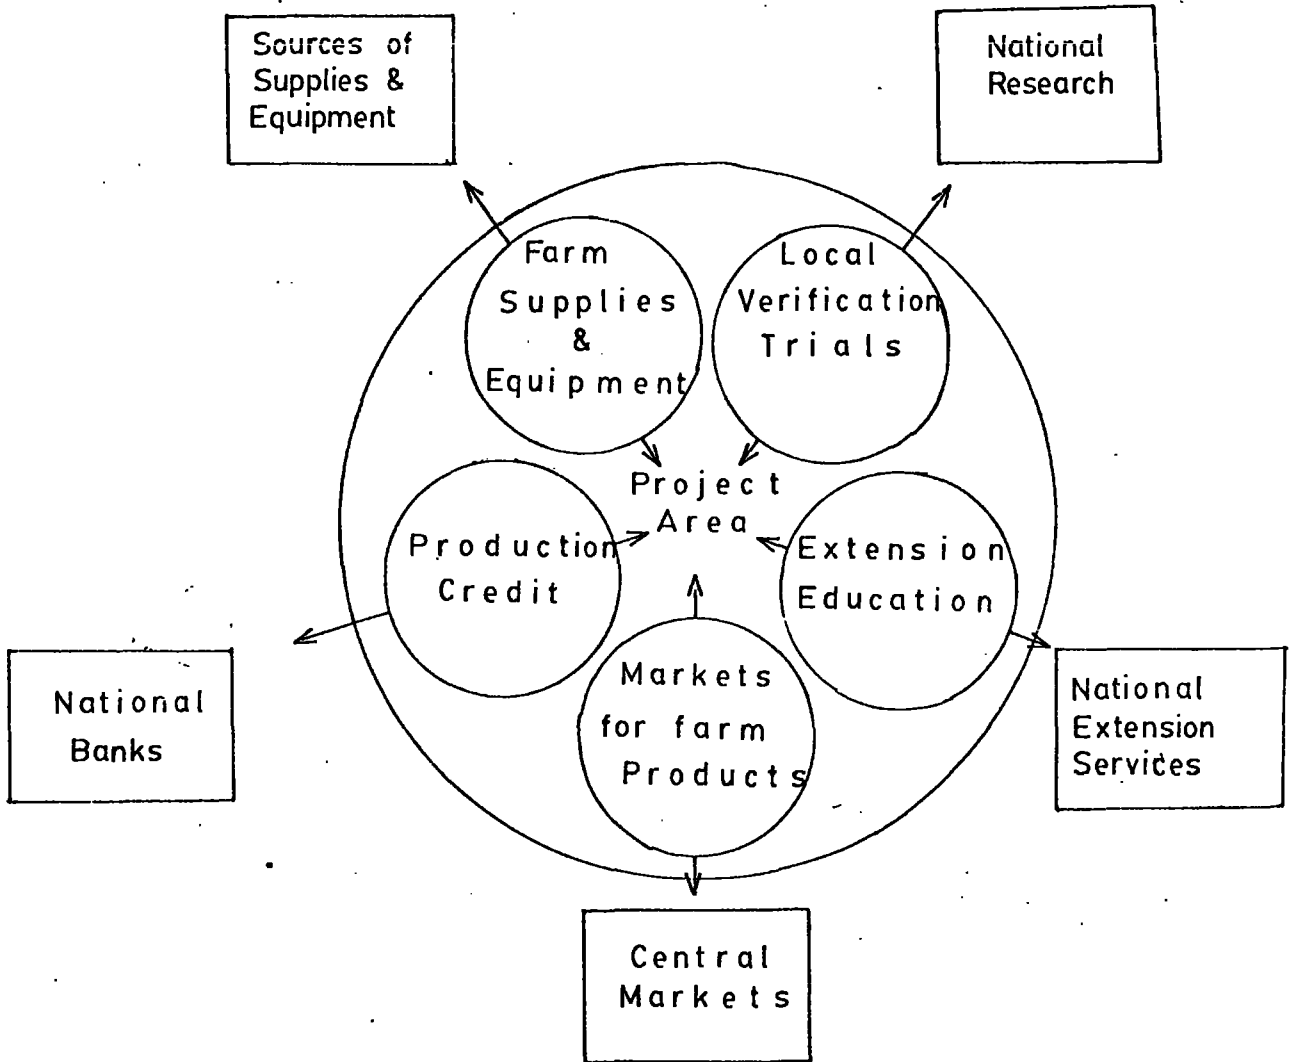 Sources of
Supplies &
Equipment
National
Research
Farm
Supplies
&
Equipment
Local
Verification
Trials
Project
Area
Production
Credit
Extension
Education
Markets
for farm
Products
National
Banks
National
Extension
Services
Central
Markets